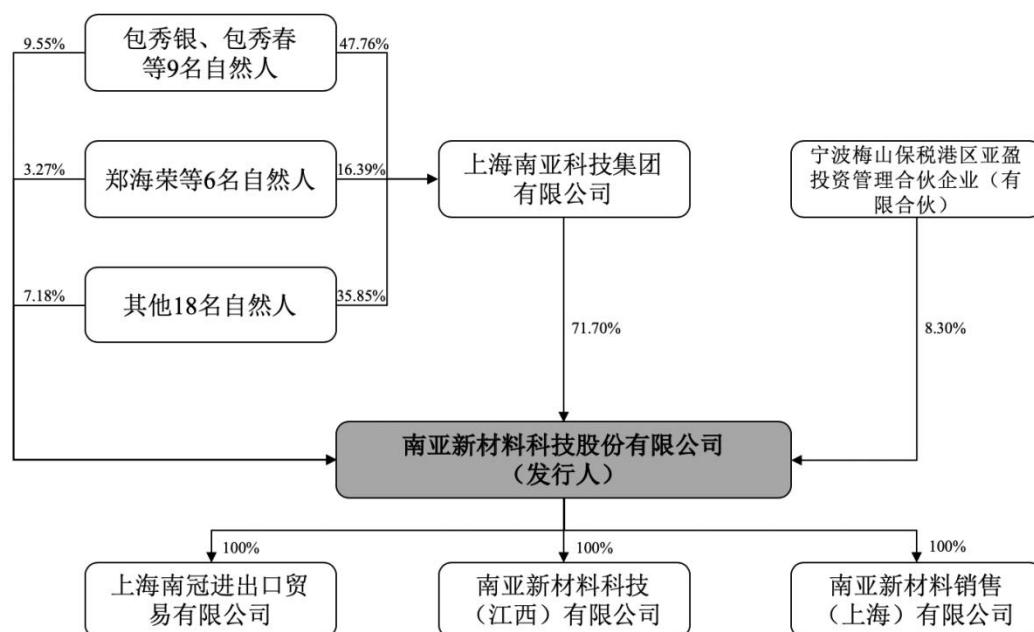 9.55%
包秀银、包秀春
等9名自然人
47.76%
3.27%
郑海荣等6名自然人
16.39%
7.18%
其他18名自然人
35.85%
上海南亚科技集团
有限公司
宁波梅山保税港区亚盈
投资管理合伙企业（有
限合伙）
71.70%
8.30%
南亚新材料科技股份有限公司
（发行人）
100%
100%
100%
上海南冠进出口贸
易有限公司
南亚新材料科技
（江西）有限公司
南亚新材料销售
（上海）有限公司